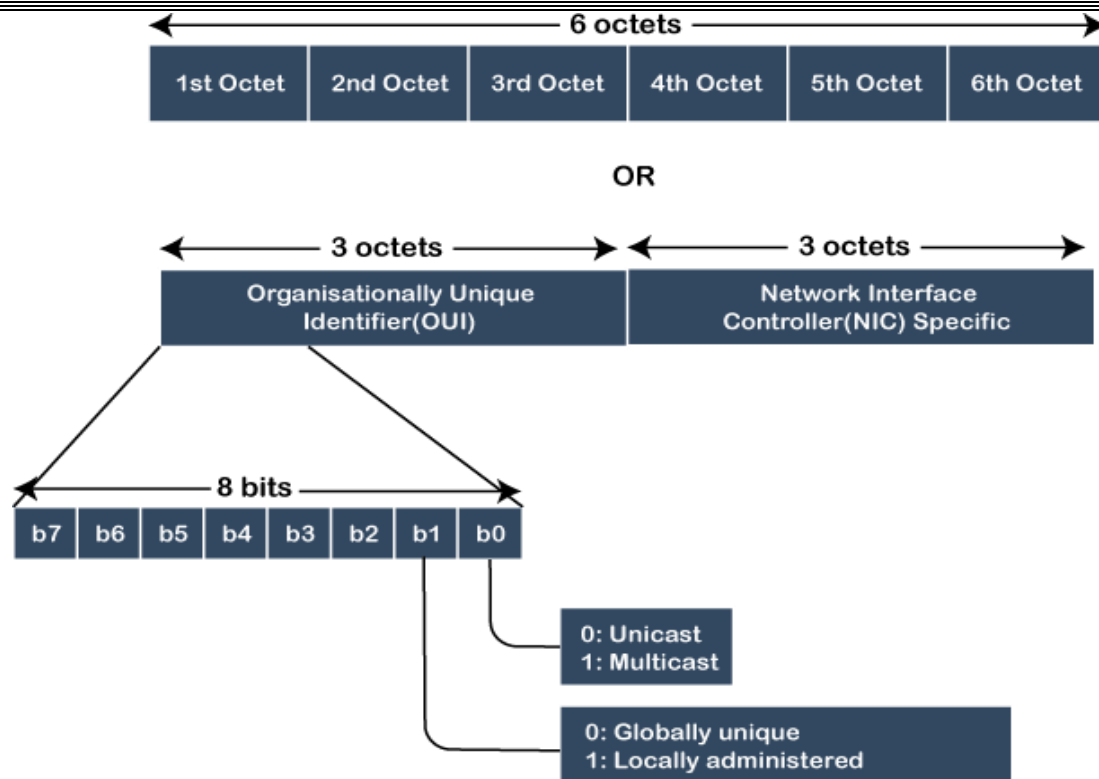 6 octets
1st Octet 2nd Octet 3rd Octet 4th Octet 5th Octet 6th Octet
OR
3 octets 3 octets
Organisationally Unique
Identifier(OUI)
Network Interface
Controller(NIC) Specific
8 bits
b7 b6 b5 b4 b3 b2 b1 b0
0: Unicast
1: Multicast
0: Globally unique
1: Locally administered